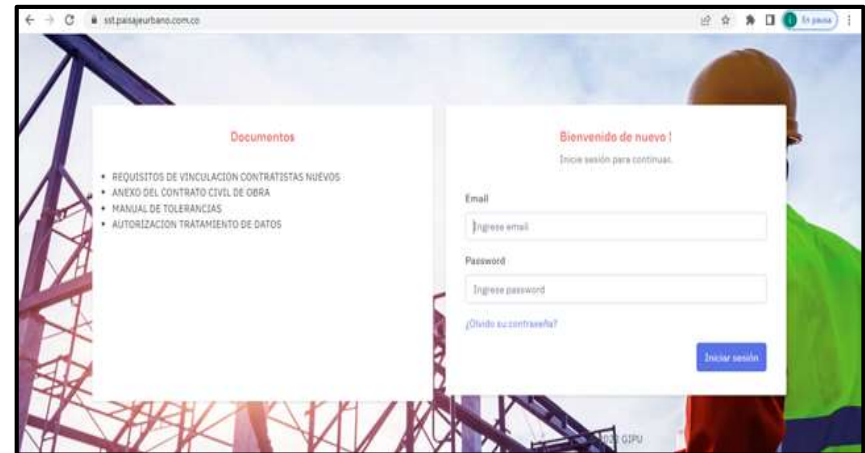 sst.paisajeurbano.com.co
En pausa
Documentos
• REQUISITOS DE VINCULACION CONTRATISTAS NUEVOS
• ANEXO DEL CONTRATO CIVIL DE OBRA
• MANUAL DE TOLERANCIAS
• AUTORIZACION TRATAMIENTO DE DATOS
Bienvenido de nuevo !
Inicie sesión para continuas.
Email
Ingrese email
Password
Ingrese password
¿Olvido su contraseña?
Iniciar sesión
GIPU